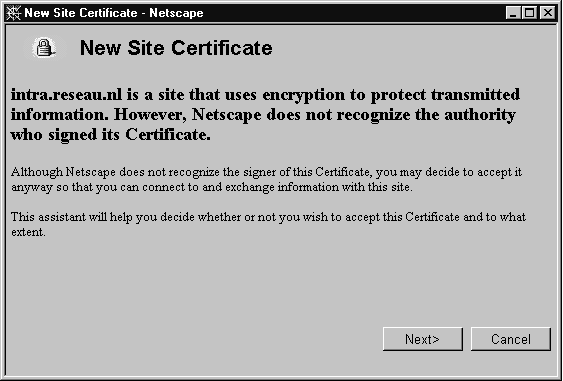 New Site Certificate - Netscape
New Site Certificate
intra.reseau.nl is a site that uses encryption to protect transmitted
information. However, Netscape does not recognize the authority
who signed its Certificate.
Although Netscape does not recognize the signer of this Certificate, you may decide to accept it
anyway so that you can connect to and exchange information with this site.
This assistant will help you decide whether or not you wish to accept this Certificate and to what
extent.
Next> Cancel